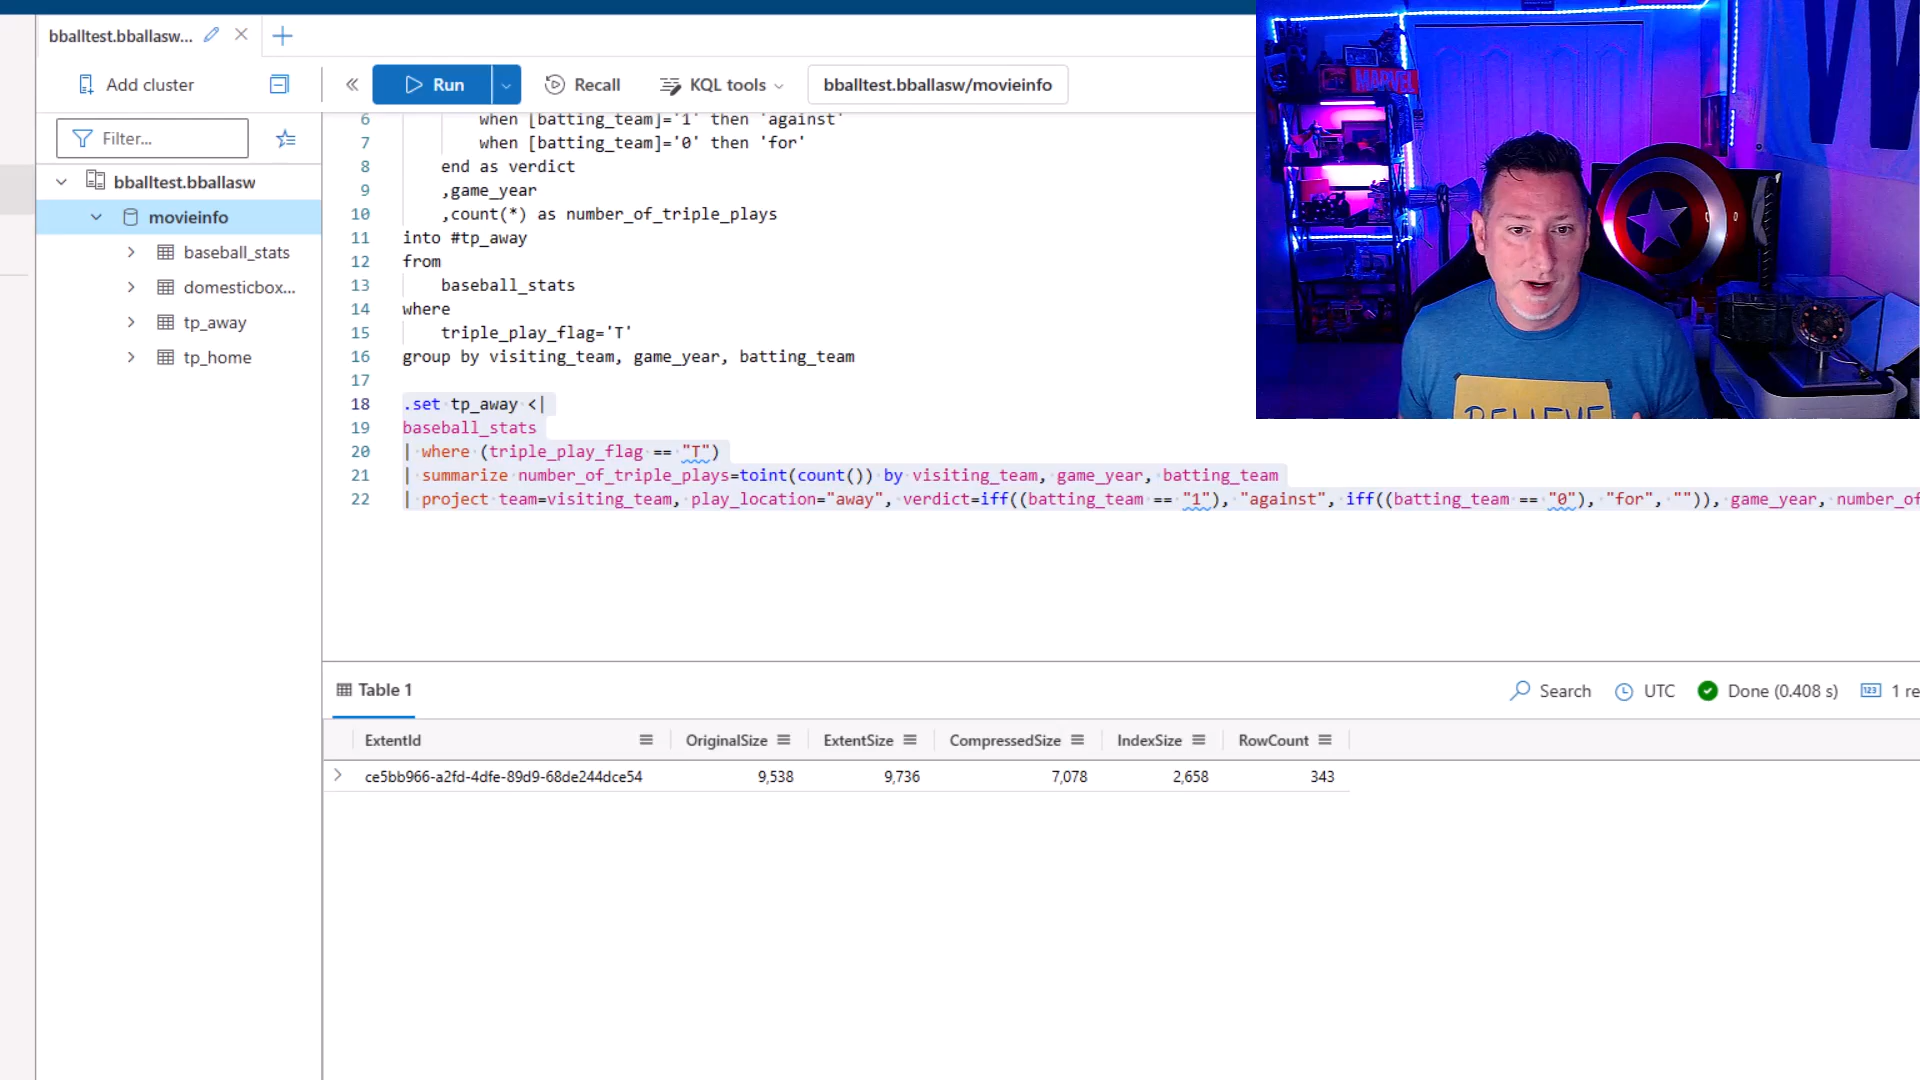 bballtest.bballasw...
Add cluster
Run
Recall
KQL tools
bballtest.bballasw/movieinfo
Filter...
bballtest.bballasw
movieinfo
baseball_stats
domesticbox...
tp_away
tp_home
6 when [batting_team]='1' then 'against'
7 when [batting_team]='0' then 'for'
8 end as verdict
9 ,game_year
10 ,count(*) as number_of_triple_plays
11 into #tp_away
12 from
13 baseball_stats
14 where
15 triple_play_flag='T'
16 group by visiting_team, game_year, batting_team
17
18 .set tp_away <|
19 baseball_stats
20 | where (triple_play_flag == "T")
21 | summarize number_of_triple_plays=toint(count()) by visiting_team, game_year, batting_team
22 | project team=visiting_team, play_location="away", verdict=iff((batting_team == "1"), "against", iff((batting_team == "0"), "for", "")), game_year, number_of
Table 1
Search
UTC
Done (0.408 s)
123
1 re
ExtentId OriginalSize ExtentSize CompressedSize IndexSize RowCount
ce5bb966-a2fd-4dfe-89d9-68de244dce54 9,538 9,736 7,078 2,658 343
MARVEL
W
BELIEVE